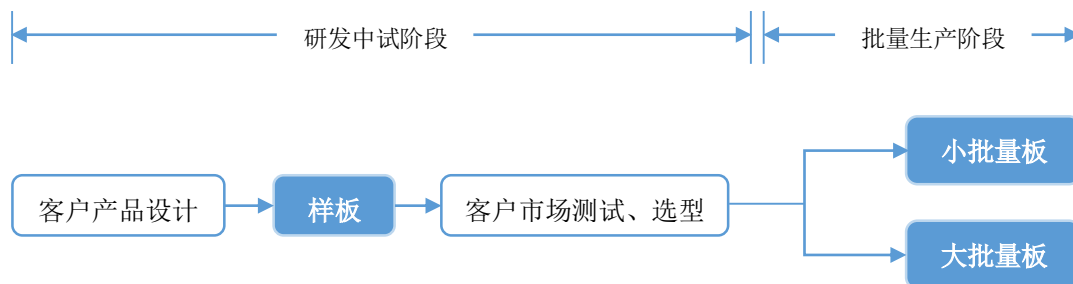 研发中试阶段
批量生产阶段
小批量板
客户产品设计
样板
客户市场测试、选型
大批量板